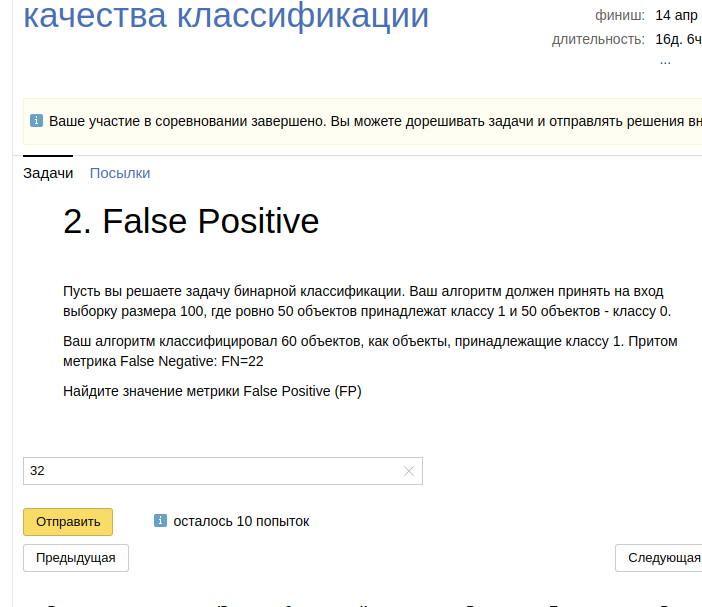 качества классификации
финиш: 14 апр
длительность: 16д. 6ч
...
Ваше участие в соревновании завершено. Вы можете дорешивать задачи и отправлять решения вн
Задачи Посылки
2. False Positive
Пусть вы решаете задачу бинарной классификации. Ваш алгоритм должен принять на вход
выборку размера 100, где ровно 50 объектов принадлежат классу 1 и 50 объектов - классу 0.
Ваш алгоритм классифицировал 60 объектов, как объекты, принадлежащие классу 1. Притом
метрика False Negative: FN=22
Найдите значение метрики False Positive (FP)
32
Отправить осталось 10 попыток
Предыдущая Следующая